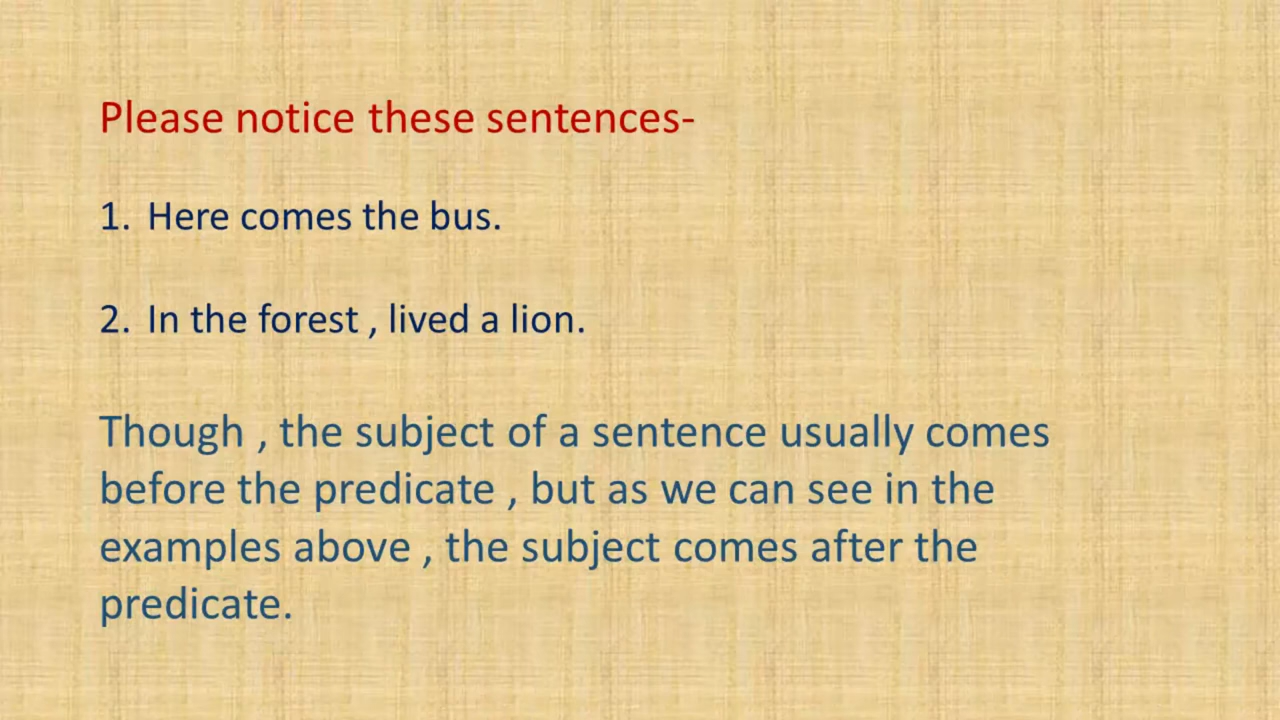 Please notice these sentences-
1. Here comes the bus.
2. In the forest , lived a lion.
Though , the subject of a sentence usually comes
before the predicate , but as we can see in the
examples above , the subject comes after the
predicate.